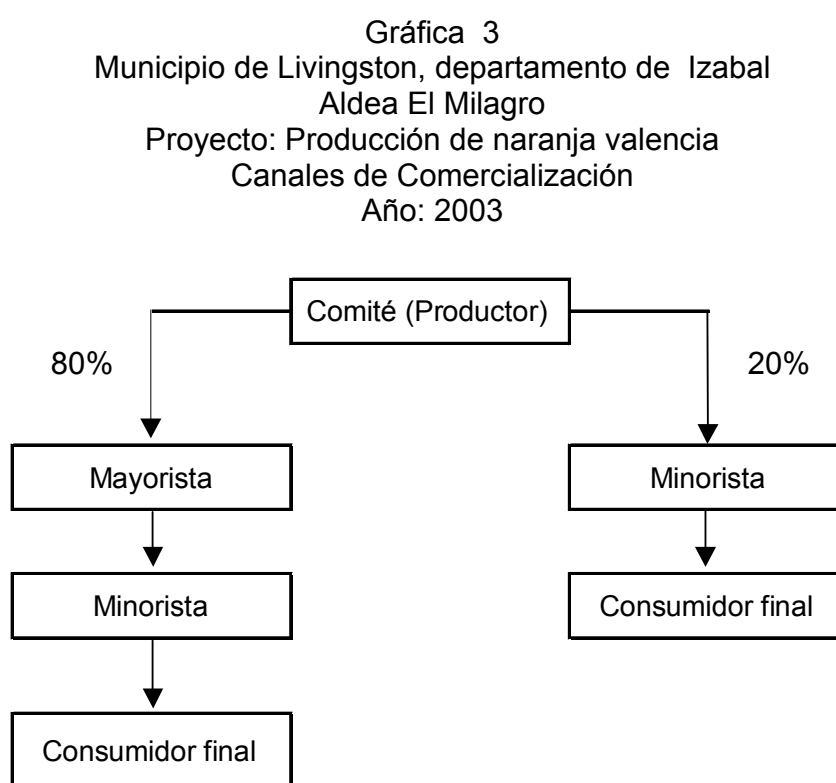 Gráfica 3
Municipio de Livingston, departamento de Izabal
Aldea El Milagro
Proyecto: Producción de naranja valencia
Canales de Comercialización
Año: 2003
Comité (Productor)
80%
20%
Mayorista
Minorista
Minorista
Consumidor final
Consumidor final